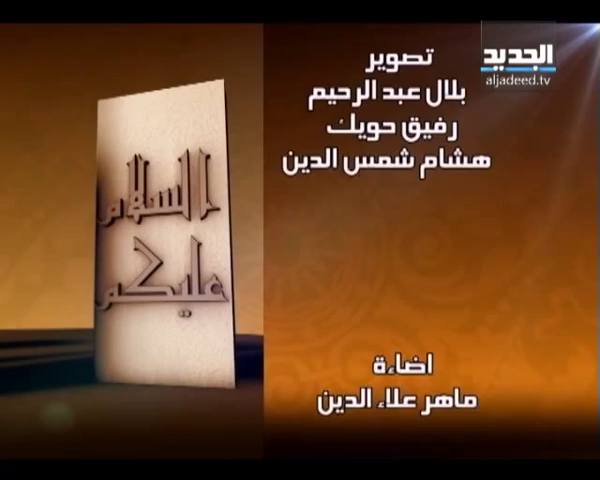 الجديد
aljadeed.tv
تصوير
بلال عبد الرحيم
رفيق حويك
هشام شمس الدين
السلام
عليكم
اضاءة
ماهر علاء الدين